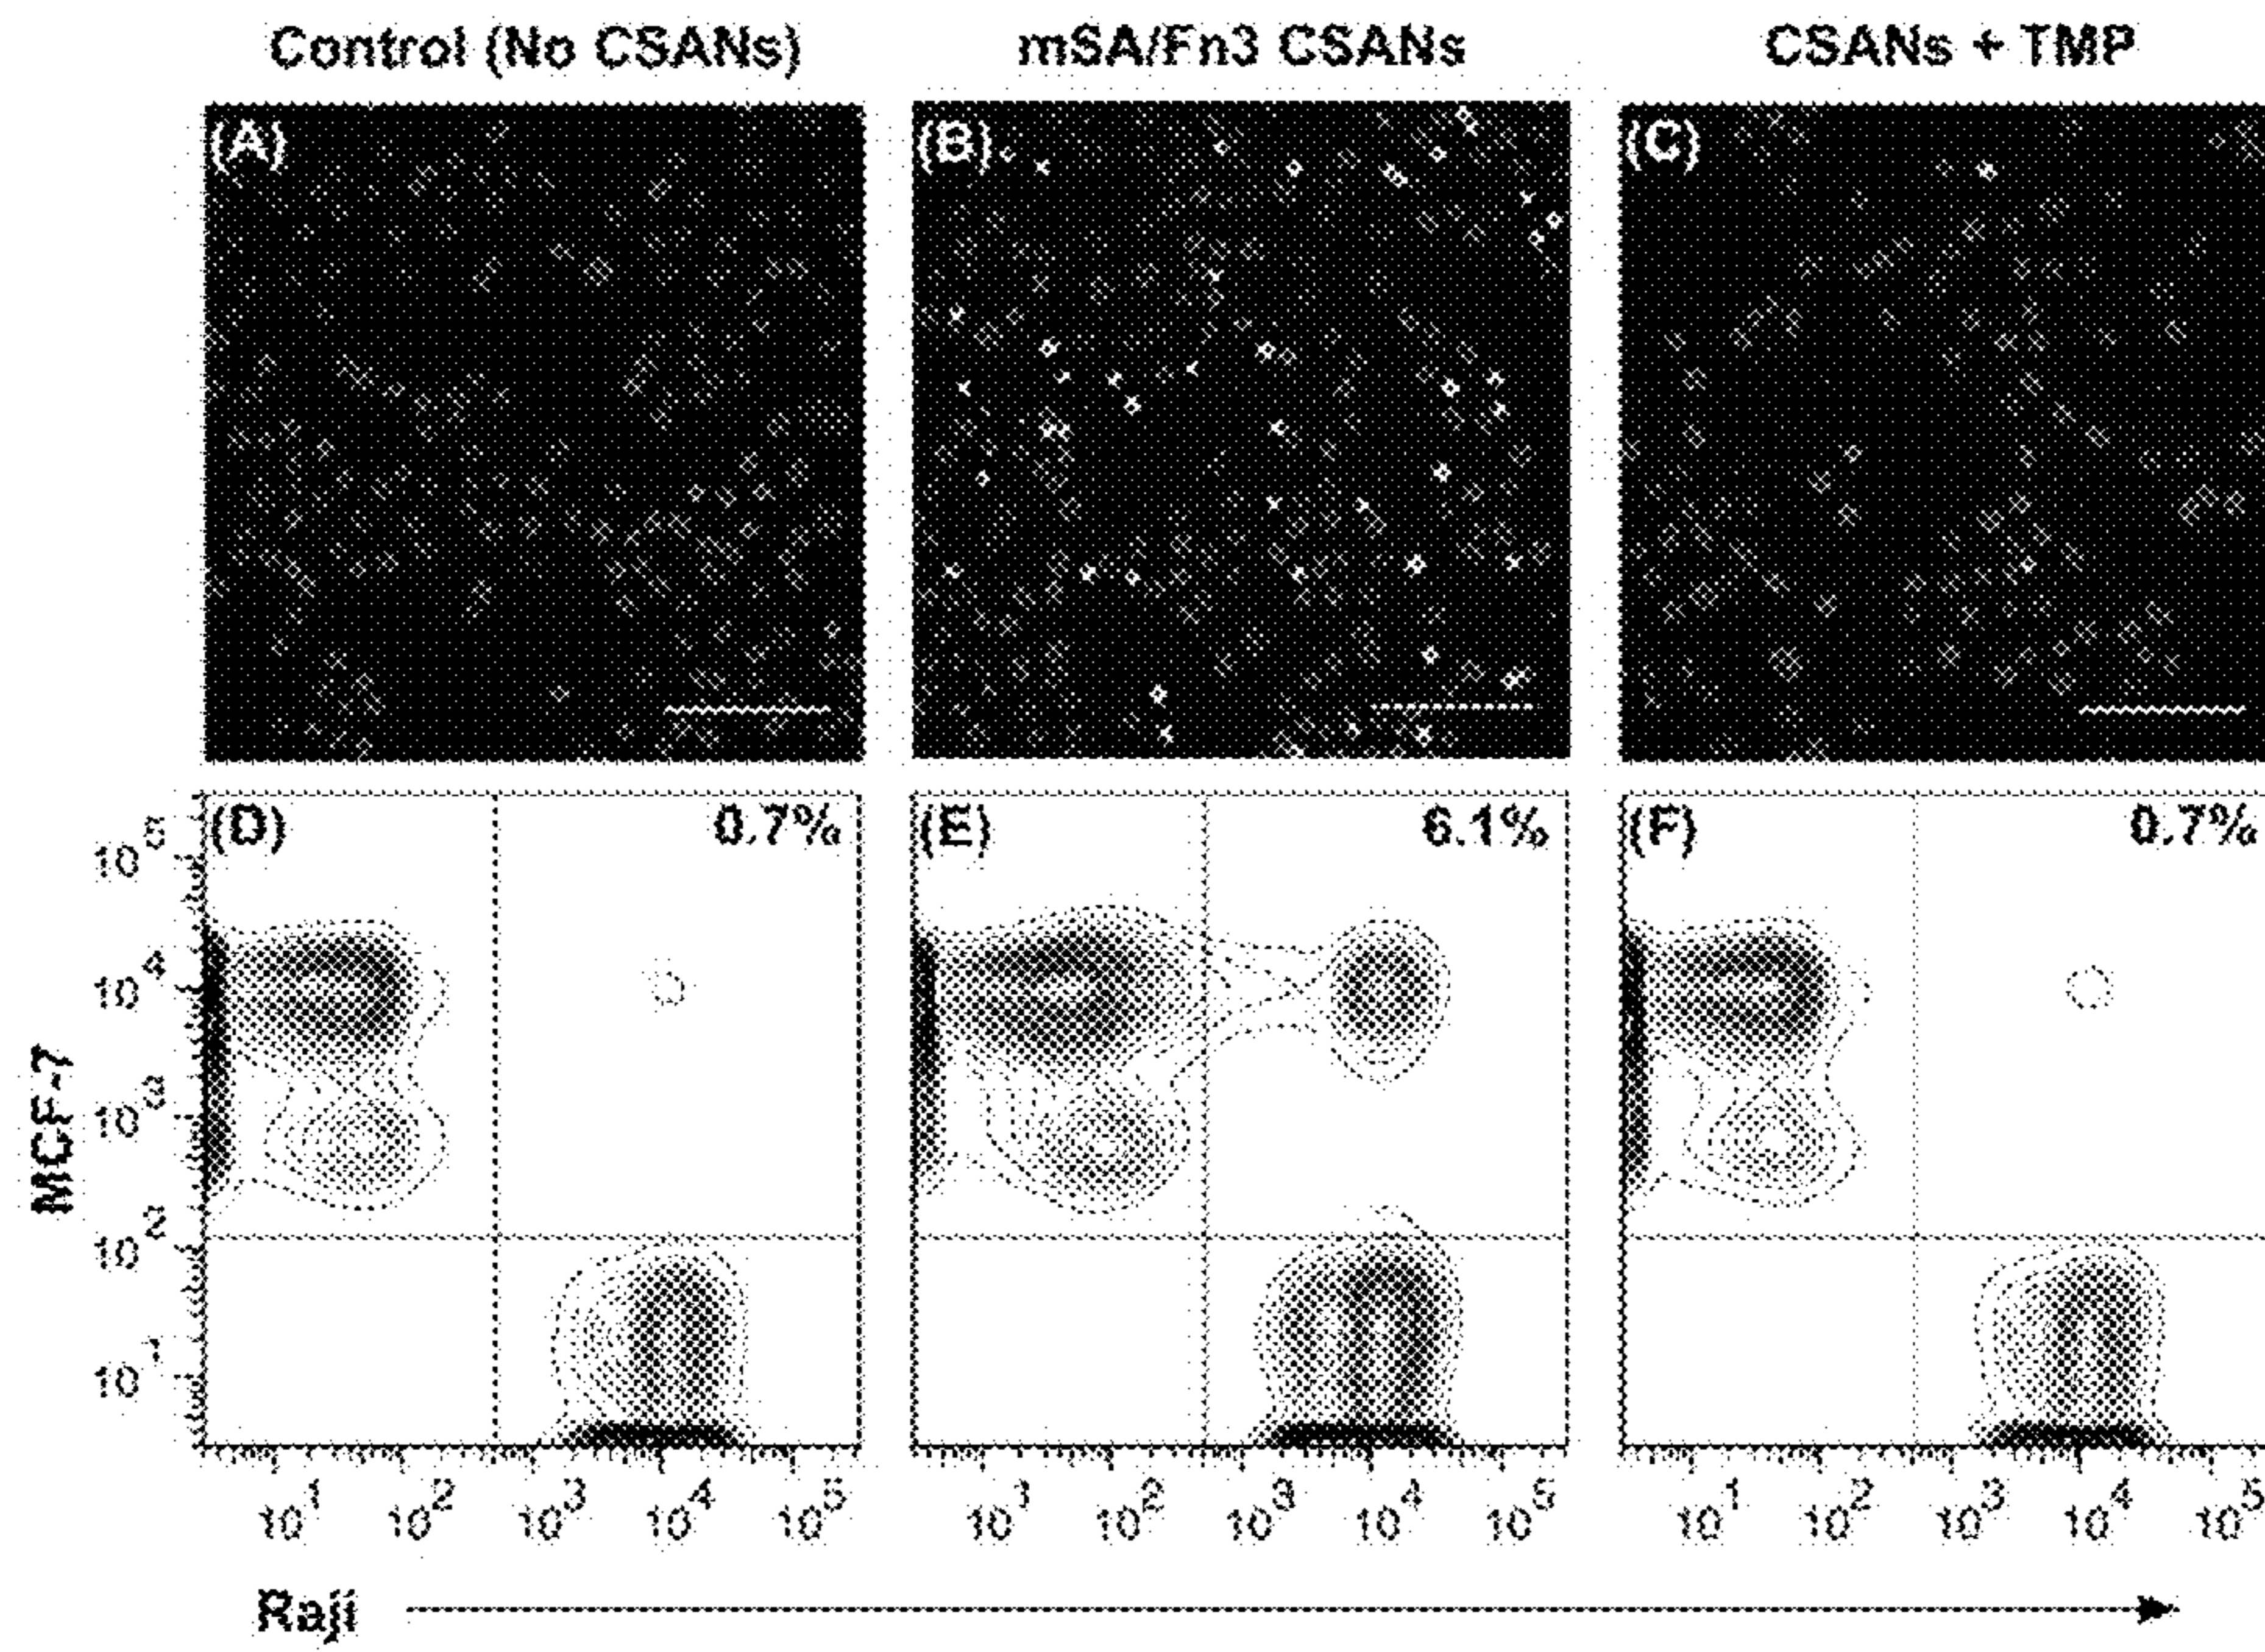 Control (No CSANs) mSA/Fn3 CSANs CSANs + TMP
(A) (B) (C)
(D) 0.7% (E) 6.1% (F) 0.7%
10^5
10^4
10^3
10^2
10^1
MCF-7
10^1 10^2 10^3 10^4 10^5 10^1 10^2 10^3 10^4 10^5 10^1 10^2 10^3 10^4 10^5
Raji